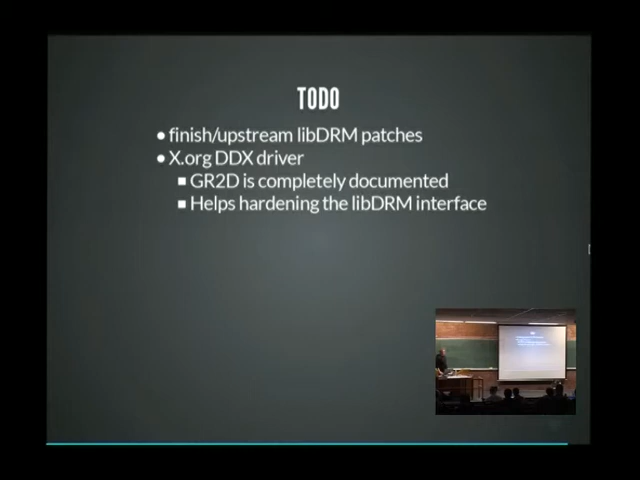 TODO
• finish/upstream libDRM patches
• X.org DDX driver
▪ GR2D is completely documented
▪ Helps hardening the libDRM interface